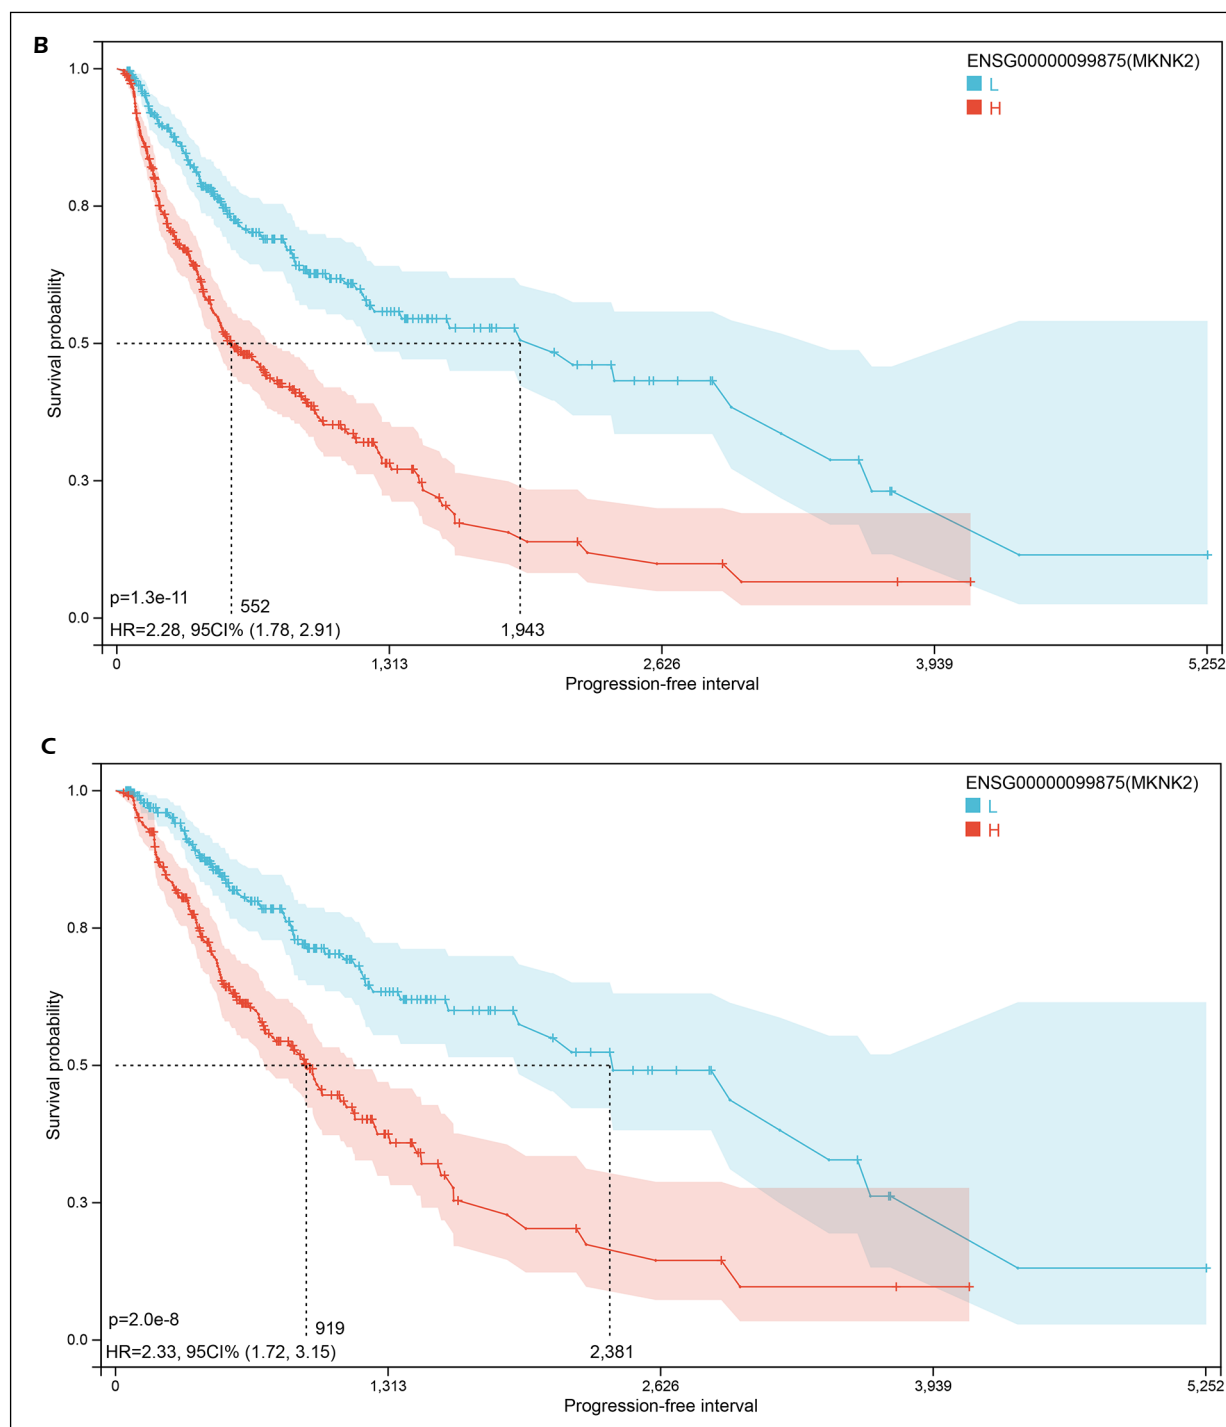 B
ENSG00000099875(MKNK2)
L
H
1.0
0.8
0.5
0.3
0.0
Survival probability
p=1.3e-11
552
HR=2.28, 95CI% (1.78, 2.91)
1,943
0
1,313
2,626
3,939
5,252
Progression-free interval
C
ENSG00000099875(MKNK2)
L
H
1.0
0.8
0.5
0.3
0.0
Survival probability
p=2.0e-8
919
HR=2.33, 95CI% (1.72, 3.15)
2,381
0
1,313
2,626
3,939
5,252
Progression-free interval